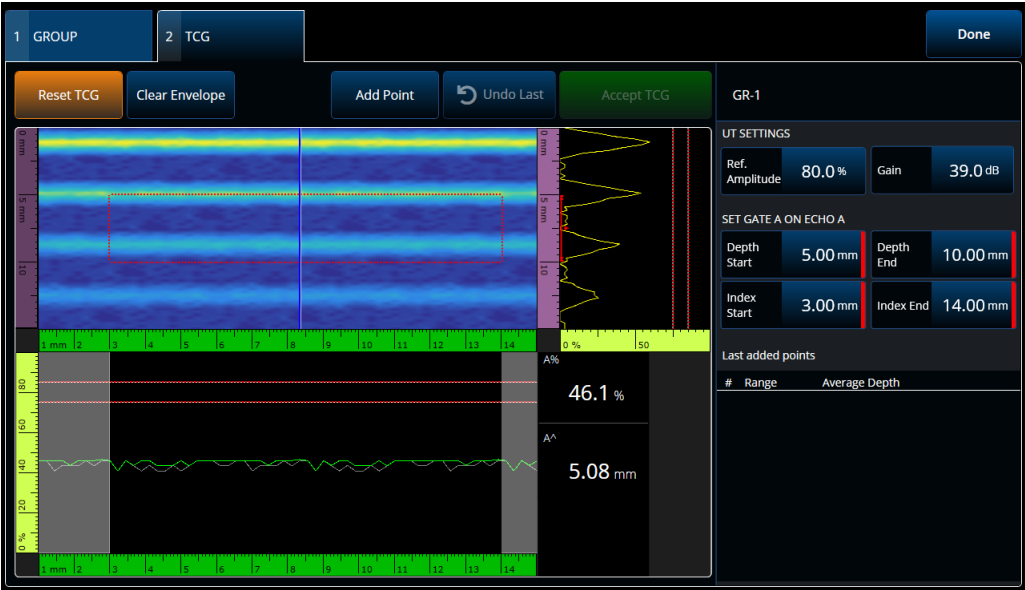 1 GROUP
2 TCG
Done
Reset TCG
Clear Envelope
Add Point
Undo Last
Accept TCG
GR-1
UT SETTINGS
Ref. Amplitude 80.0 %
Gain 39.0 dB
SET GATE A ON ECHO A
Depth Start 5.00 mm
Depth End 10.00 mm
Index Start 3.00 mm
Index End 14.00 mm
Last added points
# Range Average Depth
0 mm
5 mm
10
0 mm
5 mm
10
1 mm 2 3 4 5 6 7 8 9 10 11 12 13 14
0 % 50
80
60
40
20
0 %
A%
46.1 %
A^
5.08 mm
1 mm 2 3 4 5 6 7 8 9 10 11 12 13 14